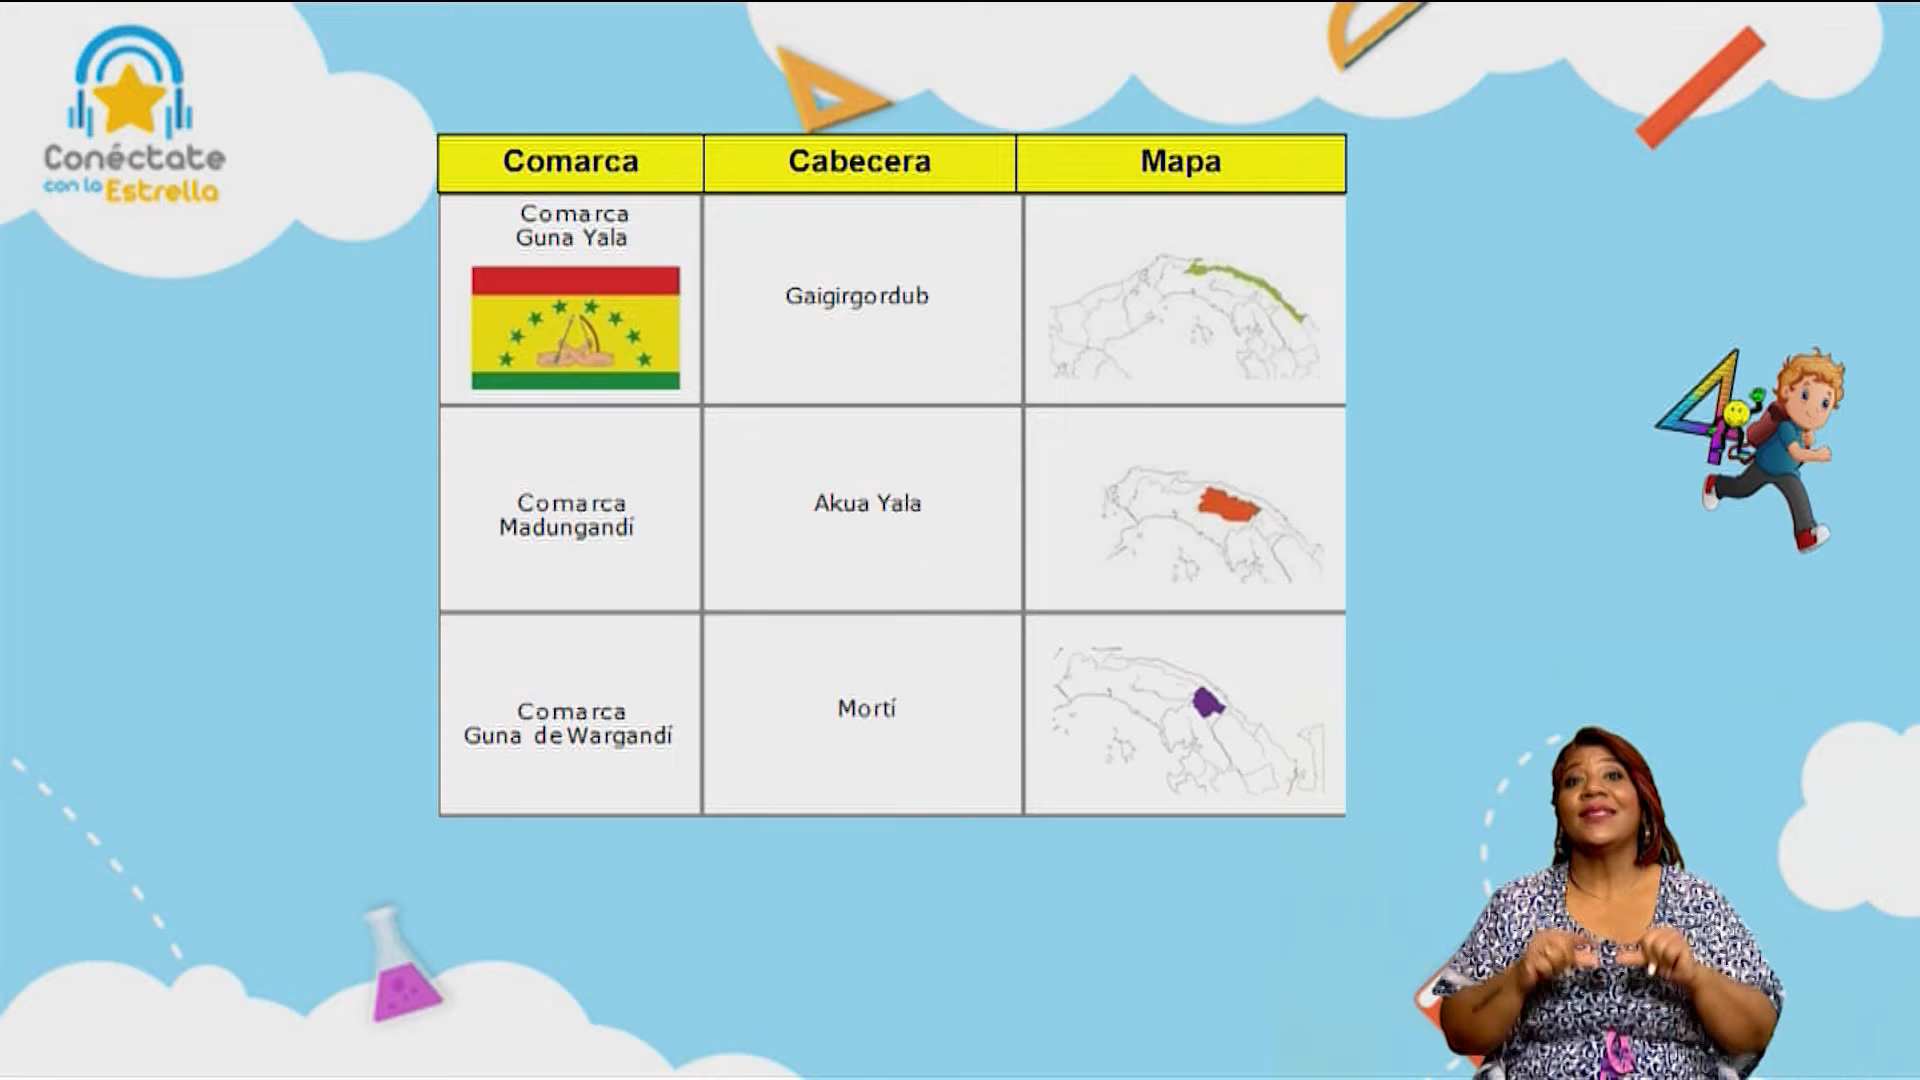 Conéctate
con la Estrella
Comarca Cabecera Mapa
Comarca
Guna Yala
Gaigirgordub
Comarca
Madungandí
Akua Yala
Comarca
Guna de Wargandí
Mortí
4